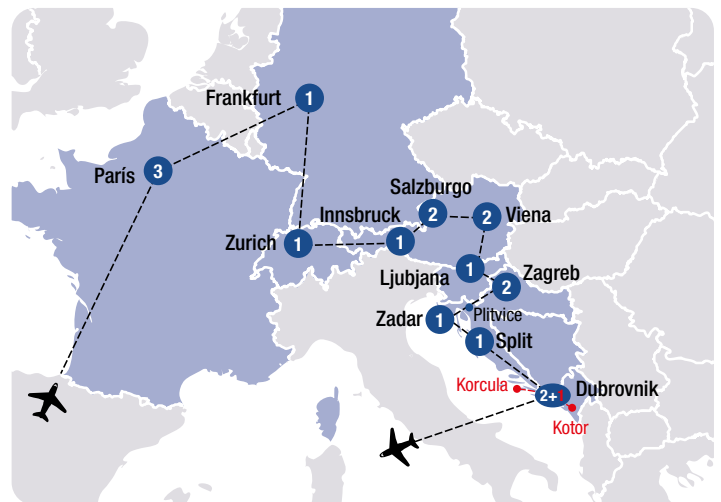 Frankfurt
1
París
3
Salzburgo
2
2
Viena
Innsbruck
1
Zurich
1
Ljubjana
1
Zagreb
2
Plitvice
Zadar
1
1
Split
Korcula
2+
Dubrovnik
Kotor